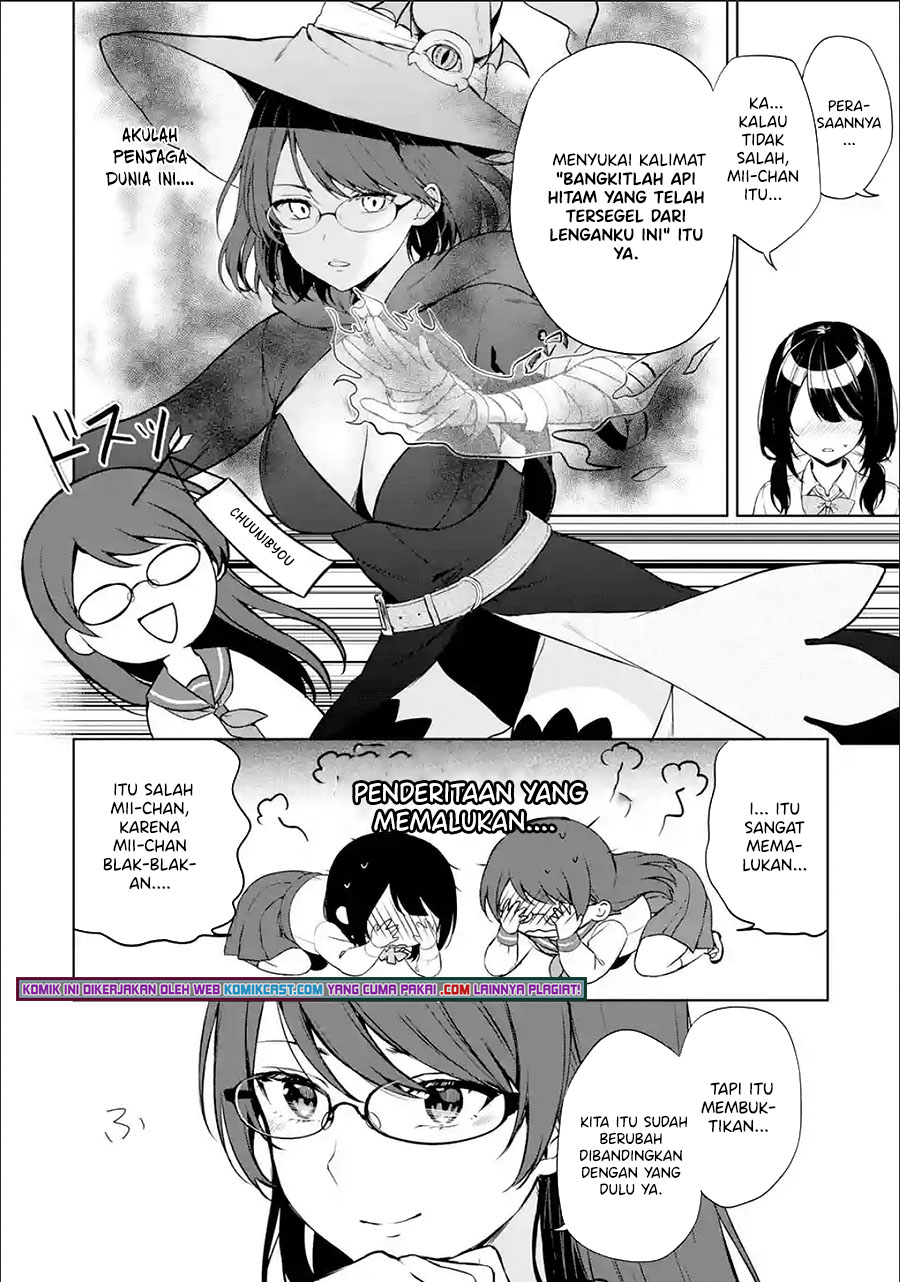 PERA-
SAANNYA
...
KA...
KALAU
TIDAK
SALAH,
MII-CHAN
ITU...
MENYUKAI KALIMAT
"BANGKITLAH API
HITAM YANG TELAH
TERSEGEL DARI
LENGANKU INI" ITU
YA.
AKULAH
PENJAGA
DUNIA INI....
ドスッ
CHUUNIBYOU
I... ITU
SANGAT
MEMA-
LUKAN...
PENDERITAAN YANG
MEMALUKAN....
ITU SALAH
MII-CHAN,
KARENA
MII-CHAN
BLAK-BLAK-
AN....
KOMIK INI DIKERJAKAN OLEH WEB KOMIKCAST.COM YANG CUMA PAKAI .COM LAINNYA PLAGIAT!
TAPI ITU
MEMBUK-
TIKAN...
KITA ITU SUDAH
BERUBAH
DIBANDINGKAN
DENGAN YANG
DULU YA.
ふ